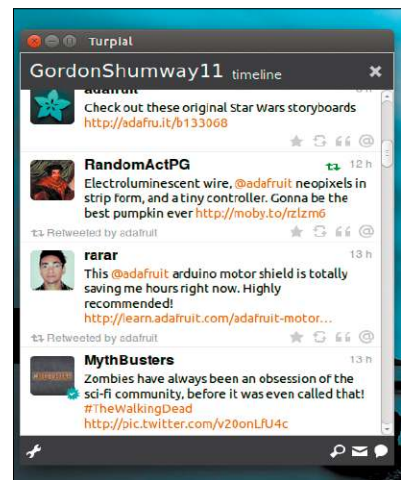 Turpial
GordonShumway11 timeline
adafruit
Check out these original Star Wars storyboards
http://adafru.it/b133068
RandomActPG 12 h
Electroluminescent wire, @adafruit neopixels in
strip form, and a tiny controller. Gonna be the
best pumpkin ever http://moby.to/rzlzm6
Retweeted by adafruit
rarar 13 h
This @adafruit arduino motor shield is totally
saving me hours right now. Highly
recommended!
http://learn.adafruit.com/adafruit-motor...
Retweeted by adafruit
MythBusters 13 h
Zombies have always been an obsession of the
sci-fi community, before it was even called that!
#TheWalkingDead
http://pic.twitter.com/v20onLfU4c